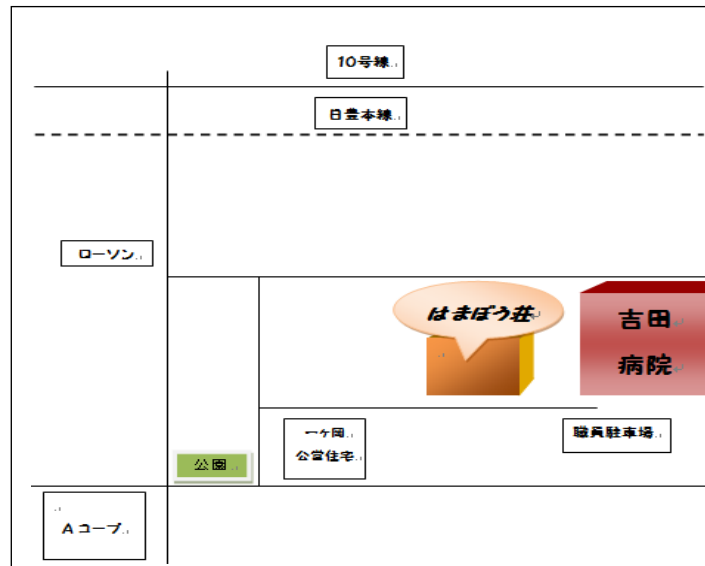 10号線
日豊本線
ローソン
はまぼう荘
吉田
病院
一ケ岡
公営住宅
職員駐車場
公園
Aコープ